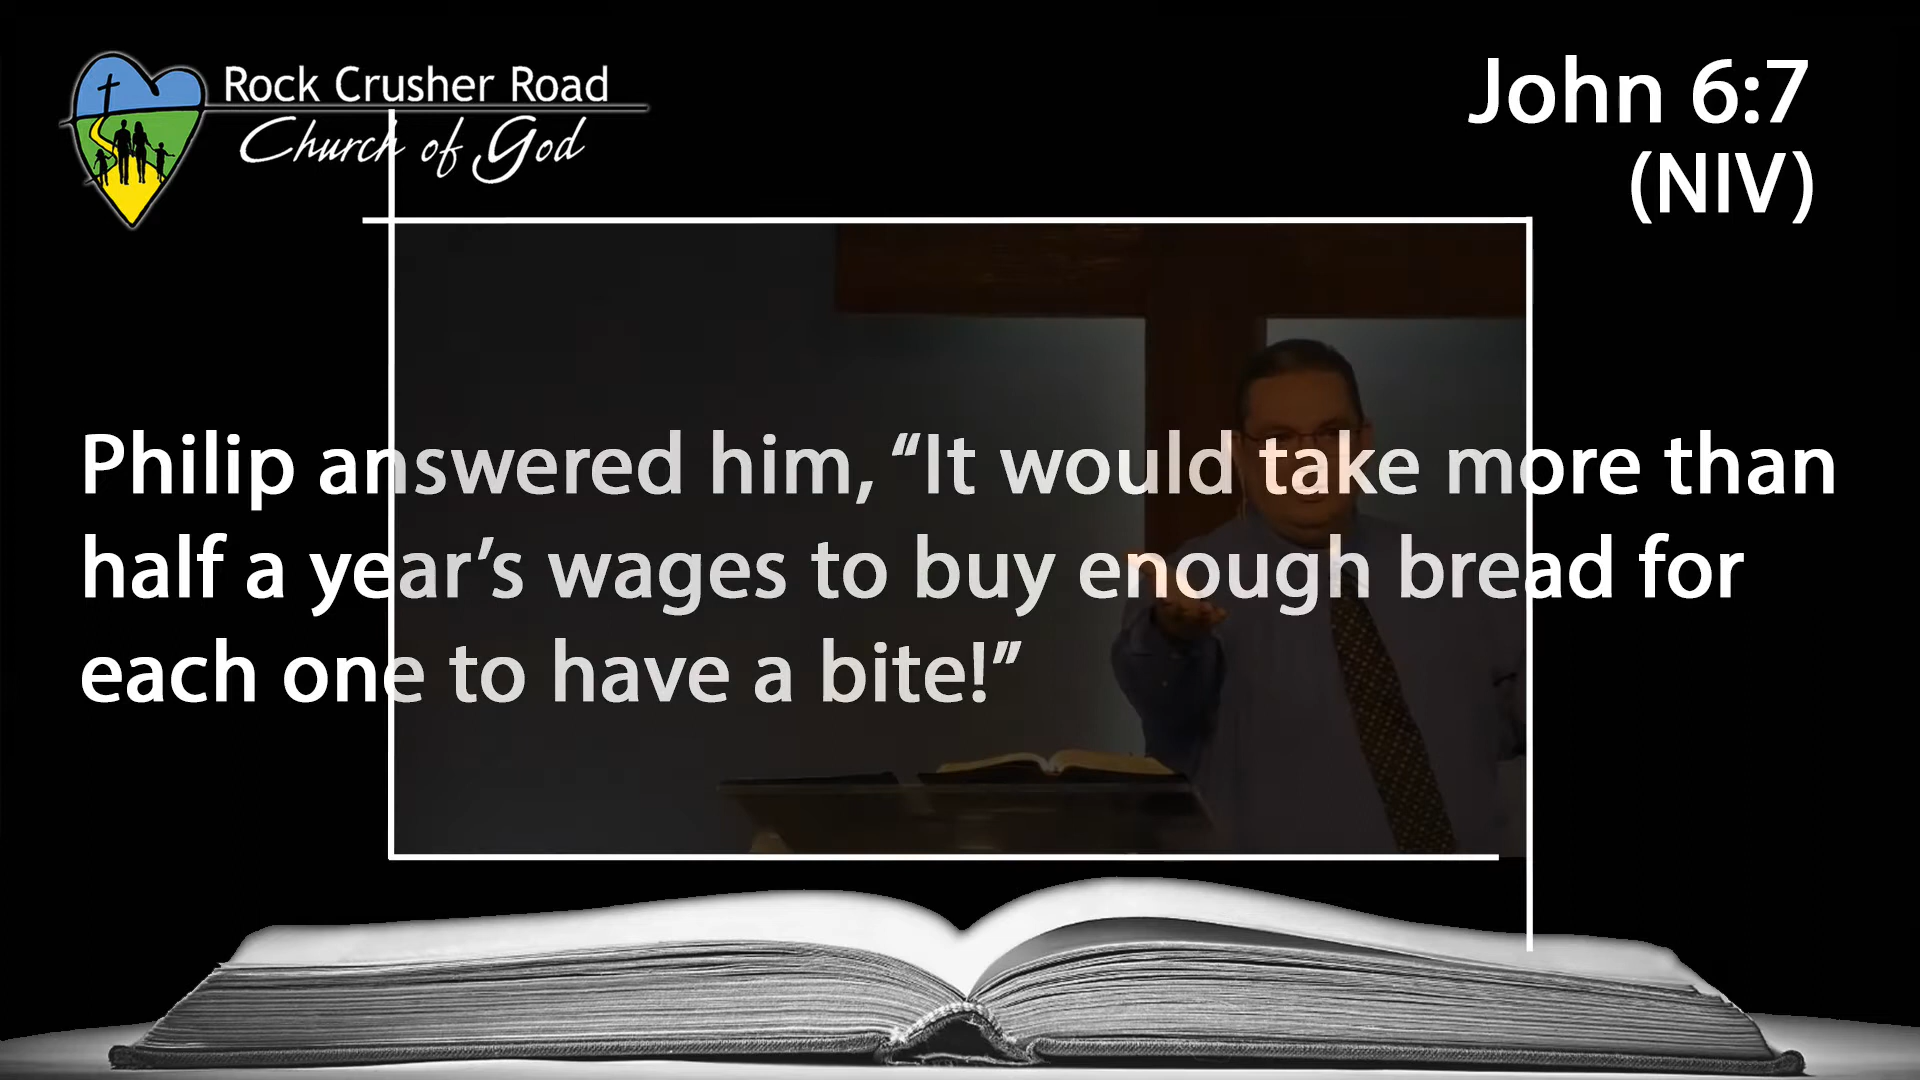 Rock Crusher Road
Church of God
John 6:7
(NIV)
Philip answered him, “It would take more than
half a year’s wages to buy enough bread for
each one to have a bite!”